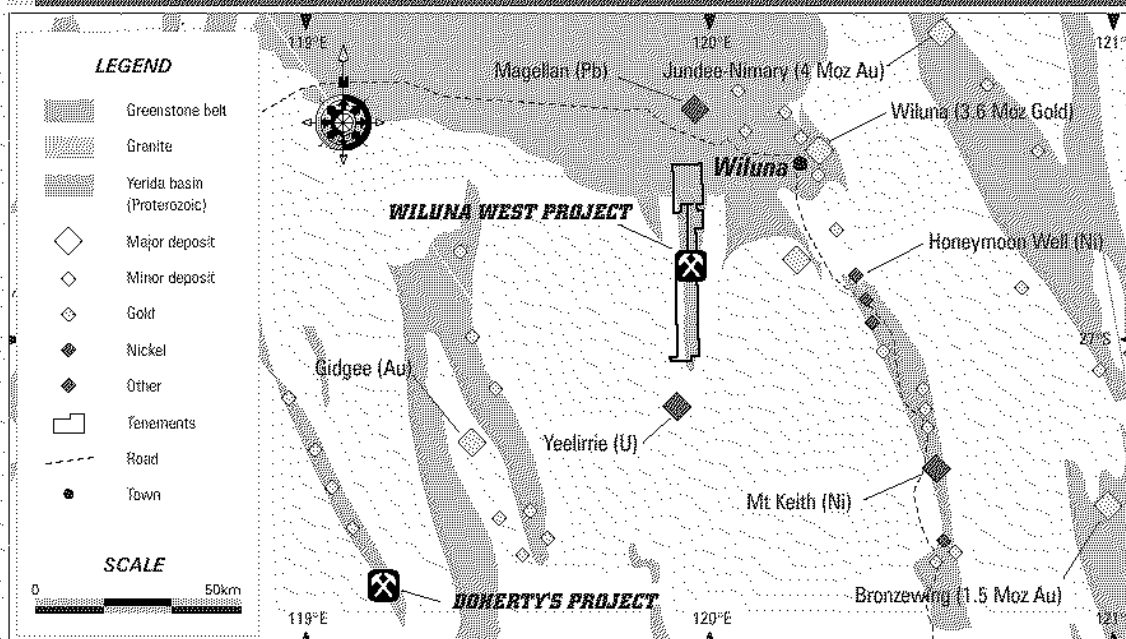 119°E
120°E
121°
LEGEND
Greenstone belt
Granite
Yerida basin
(Proterozoic)
Major deposit
Minor deposit
Gold
Nickel
Other
Tenements
Road
Town
SCALE
0
50km
N
Magellan (Pb)
Jundee-Nimary (4 Moz Au)
Wiluna (3.6 Moz Gold)
Wiluna
WILUNA WEST PROJECT
Honeymoon Well (Ni)
27°S
Gidgee (Au)
Yeelirrie (U)
Mt Keith (Ni)
DOHERTY'S PROJECT
Bronzewing (1.5 Moz Au)
119°E
120°E
121°